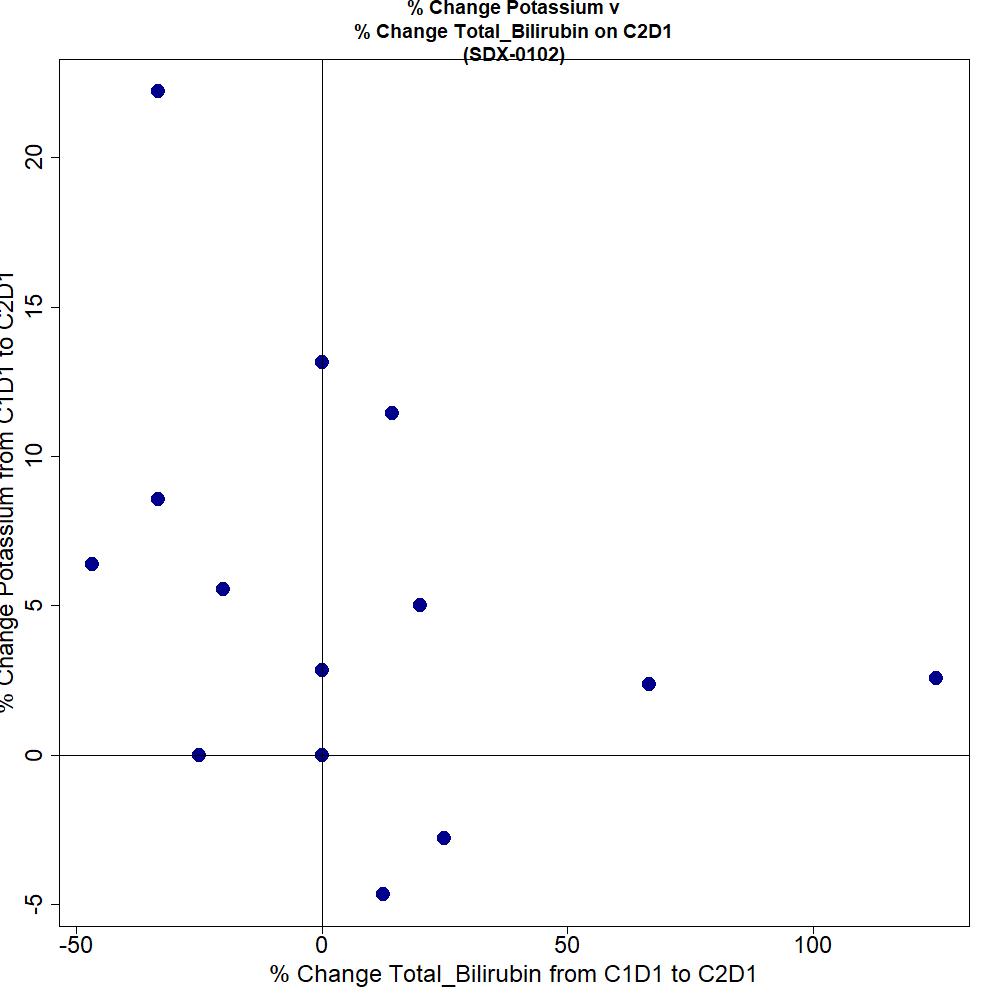 % Change Potassium v
% Change Total_Bilirubin on C2D1
(SDX-0102)
% Change Potassium from C1D1 to C2D1
20
15
10
5
0
-5
-50
0
50
100
% Change Total_Bilirubin from C1D1 to C2D1